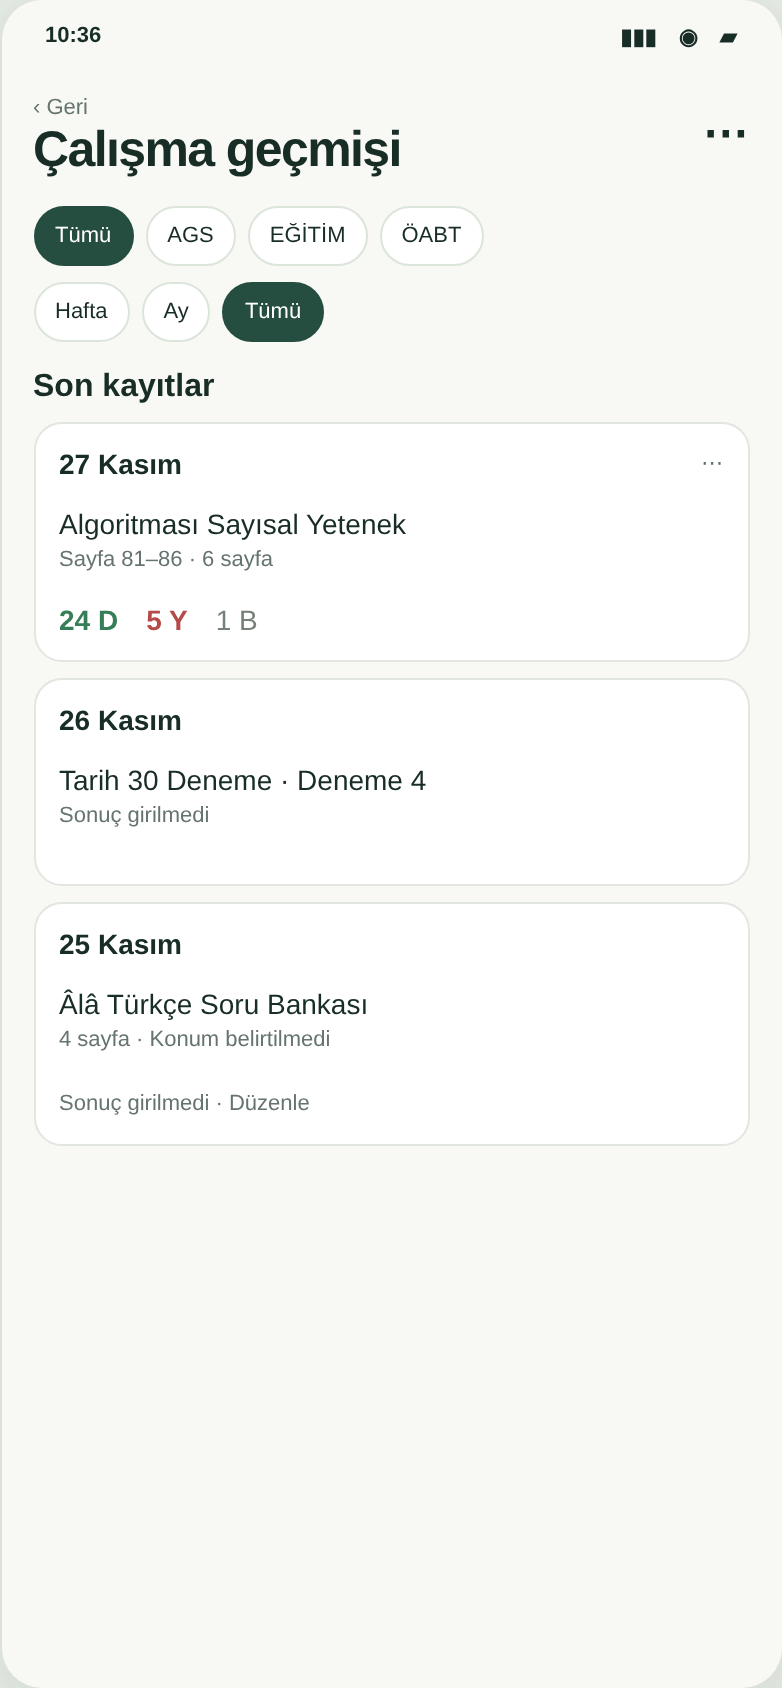 10:36
‹ Geri
Çalışma geçmişi
Tümü AGS EĞİTİM ÖABT
Hafta Ay Tümü
Son kayıtlar
27 Kasım
Algoritması Sayısal Yetenek
Sayfa 81–86 · 6 sayfa
24 D 5 Y 1 B
26 Kasım
Tarih 30 Deneme · Deneme 4
Sonuç girilmedi
25 Kasım
Âlâ Türkçe Soru Bankası
4 sayfa · Konum belirtilmedi
Sonuç girilmedi · Düzenle